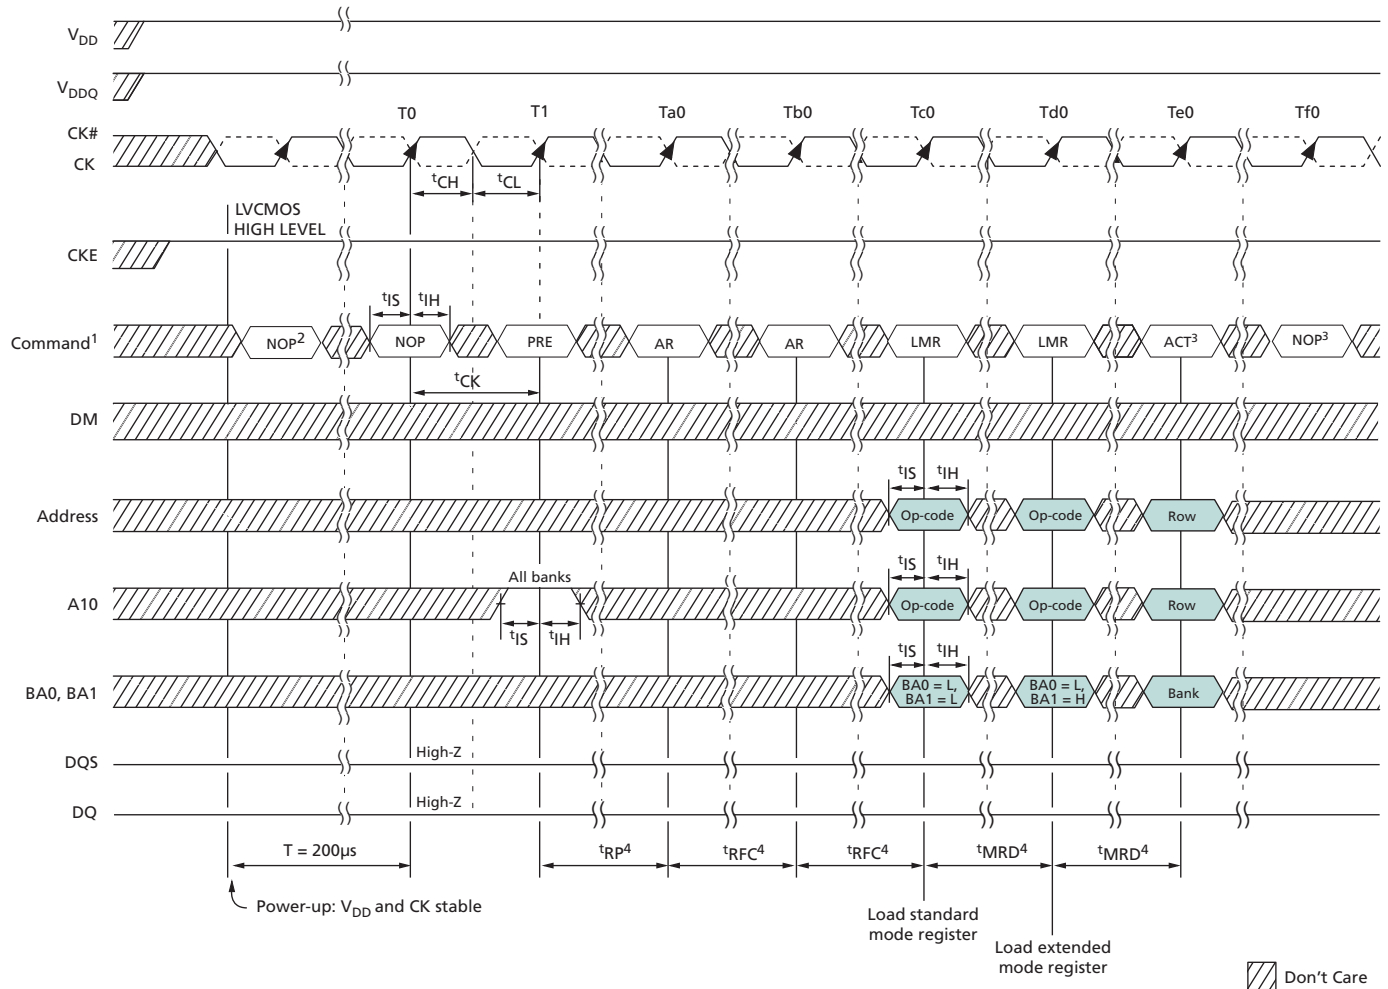 VDD
VDDQ
T0 T1 Ta0 Tb0 Tc0 Td0 Te0 Tf0
CK#
CK
tCH tCL
LVCMOS
HIGH LEVEL
CKE
tIS tIH
Command1 NOP2 NOP PRE AR AR LMR LMR ACT3 NOP3
tCK
DM
tIS tIH
Address Op-code Op-code Row
tIS tIH
All banks
A10 Op-code Op-code Row
tIS tIH
tIS tIH
BA0, BA1 BA0 = L, BA1 = L BA0 = L, BA1 = H Bank
High-Z
DQS
High-Z
DQ
T = 200µs tRP4 tRFC4 tRFC4 tMRD4 tMRD4
Power-up: VDD and CK stable
Load standard
mode register
Load extended
mode register
Don't Care